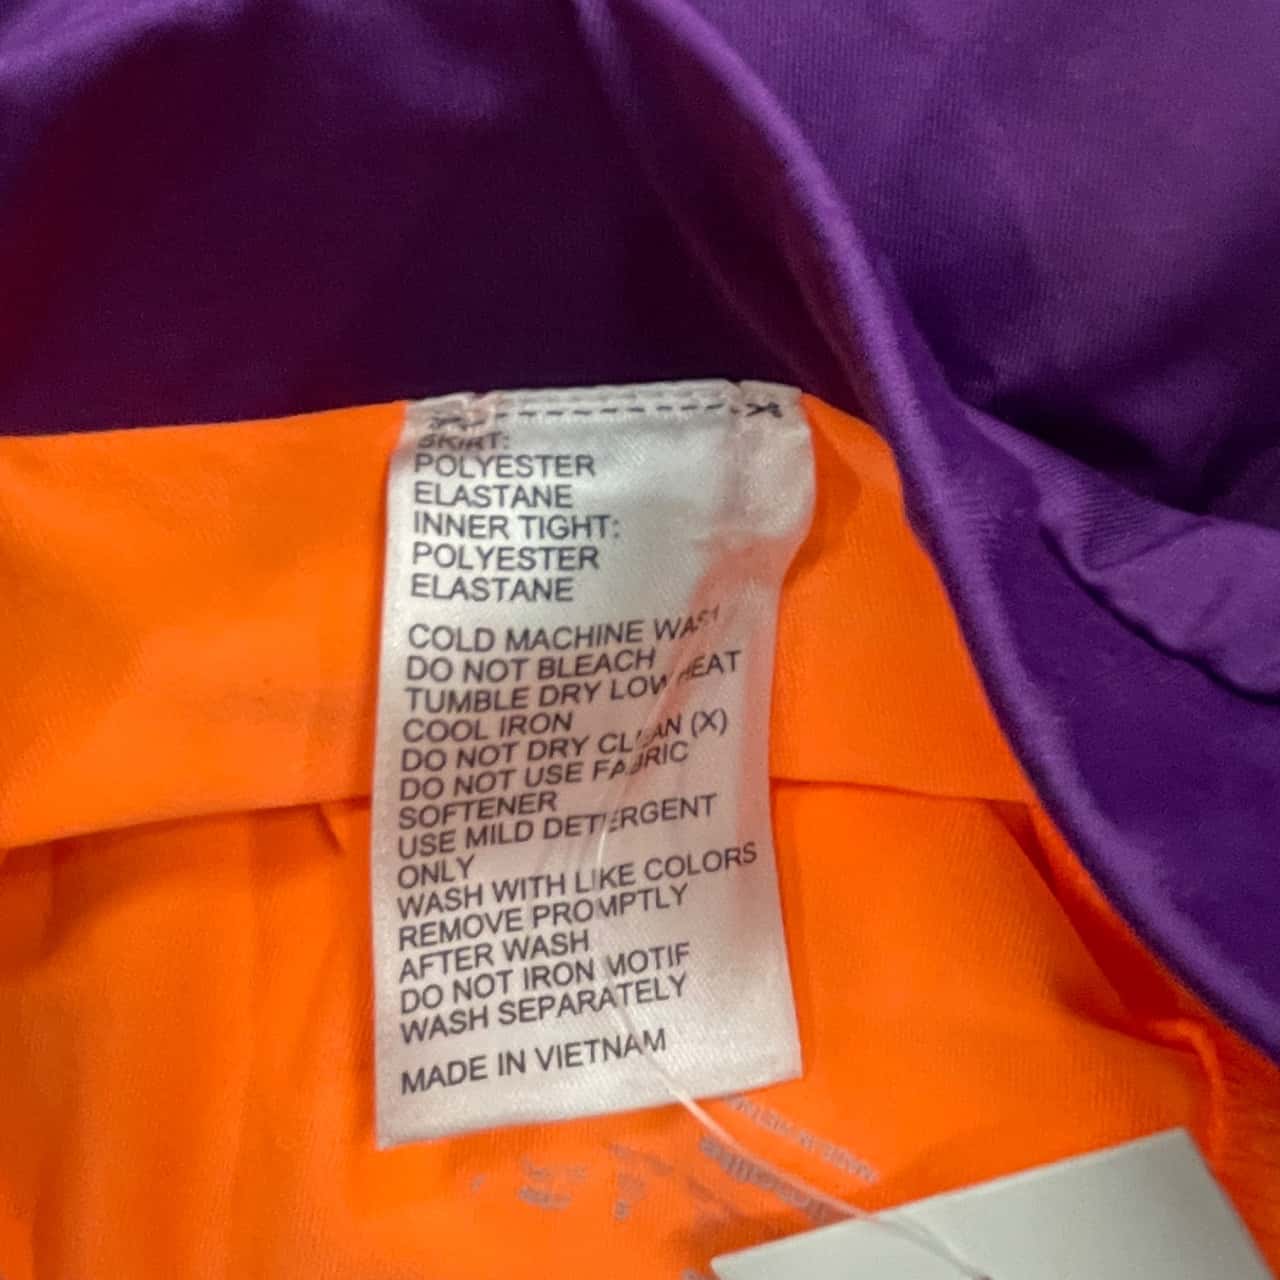 SKIRT:
POLYESTER
ELASTANE
INNER TIGHT:
POLYESTER
ELASTANE
COLD MACHINE WASH
DO NOT BLEACH
TUMBLE DRY LOW HEAT
COOL IRON
DO NOT DRY CLEAN (X)
DO NOT USE FABRIC
SOFTENER
USE MILD DETERGENT
ONLY
WASH WITH LIKE COLORS
REMOVE PROMPTLY
AFTER WASH
DO NOT IRON MOTIF
WASH SEPARATELY
MADE IN VIETNAM